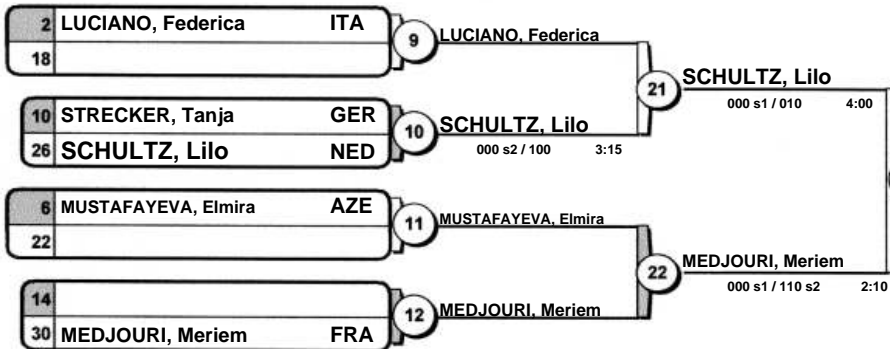 2 LUCIANO, Federica ITA
18
9 LUCIANO, Federica
10 STRECKER, Tanja GER
26 SCHULTZ, Lilo NED
10 SCHULTZ, Lilo
000 s2 / 100 3:15
21 SCHULTZ, Lilo
000 s1 / 010 4:00
6 MUSTAFAYEVA, Elmira AZE
22
11 MUSTAFAYEVA, Elmira
14
30 MEDJOURI, Meriem FRA
12 MEDJOURI, Meriem
22 MEDJOURI, Meriem
000 s1 / 110 s2 2:10